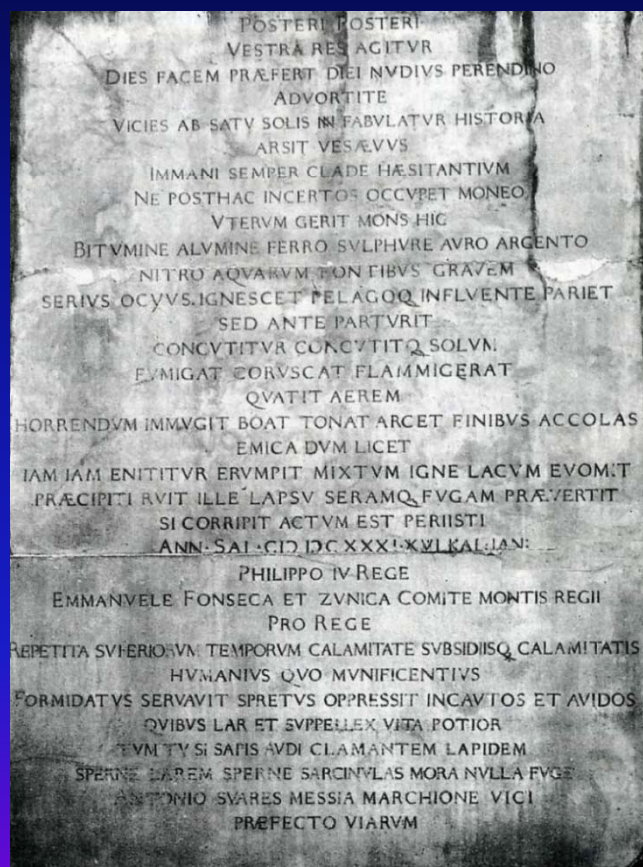 POSTERI POSTERI
VESTRA RES AGITVR
DIES FACEM PRÆFERT DIEI NVDIVS PERENDINO
ADVORTITE
VICIES AB SATV SOLIS NI FABVLATVR HISTORIA
ARSIT VESÆVVS
IMMANI SEMPER CLADE HÆSITANTIVM
NE POSTHAC INCERTOS OCCVPET MONEO
VTERVM GERIT MONS HIC
BITVMINE ALVMINE FERRO SVLPHVRE AVRO ARGENTO
NITRO AQVARVM FONTIBVS GRAVEM
SERIVS OCYVS IGNESCET PELAGOQ INFLVENTE PARIET
SED ANTE PARTVRIT
CONCVTITVR CONCVTITQ SOLVM
FVMIGAT CORVSCAT FLAMMIGERAT
QVATIT AEREM
HORRENDVM IMMVGIT BOAT TONAT ARCET FINIBVS ACCOLAS
EMICA DVM LICET
IAM IAM ENITITVR ERVMPIT MIXTVM IGNE LACVM EVOMIT
PRÆCIPITI RVIT ILLE LAPSV SERAMQ FVGAM PRÆVERTIT
SI CORRIPIT ACTVM EST PERIISTI
ANN·SAL·CIƆ IƆCXXXI·XVI KAL·IAN·
PHILIPPO IV REGE
EMMANVELE FONSECA ET ZVNICA COMITE MONTIS REGII
PRO REGE
REPETITA SVPERIORVM TEMPORVM CALAMITATE SVBSIDIISQ CALAMITATIS
HVMANIVS QVO MVNIFICENTIVS
FORMIDATVS SERVAVIT SPRETVS OPPRESSIT INCAVTOS ET AVIDOS
QVIBVS LAR ET SVPPELLEX VITA POTIOR
TVM TV SI SAPIS AVDI CLAMANTEM LAPIDEM
SPERNE LAREM SPERNE SARCINVLAS MORA NVLLA FVGE
ANTONIO SVARES MESSIA MARCHIONE VICI
PRÆFECTO VIARVM